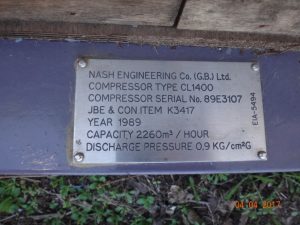 NASH ENGINEERING Co. (G.B.) Ltd.
COMPRESSOR TYPE CL1400
COMPRESSOR SERIAL No. 89E3107
JBE & CON ITEM K3417
YEAR 1989
CAPACITY 2260m³ / HOUR
DISCHARGE PRESSURE 0.9 KG/cm²G
EIA-5494
04.04.2017